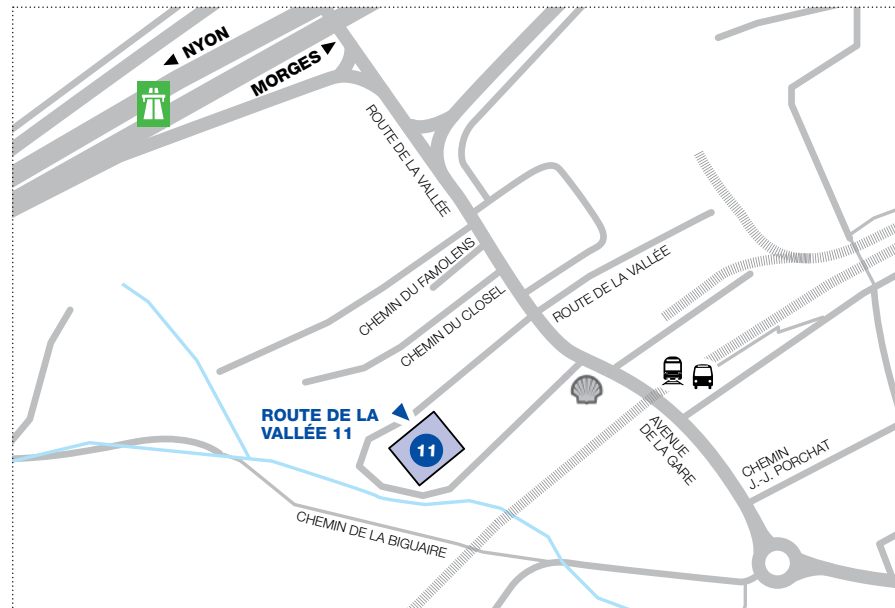 NYON
MORGES
ROUTE DE LA VALLÉE
CHEMIN DU FAMOLENS
ROUTE DE LA VALLÉE
CHEMIN DU CLOSEL
ROUTE DE LA
VALLÉE 11
11
AVENUE
DE LA GARE
CHEMIN
J.-J. PORCHAT
CHEMIN DE LA BIGUAIRE